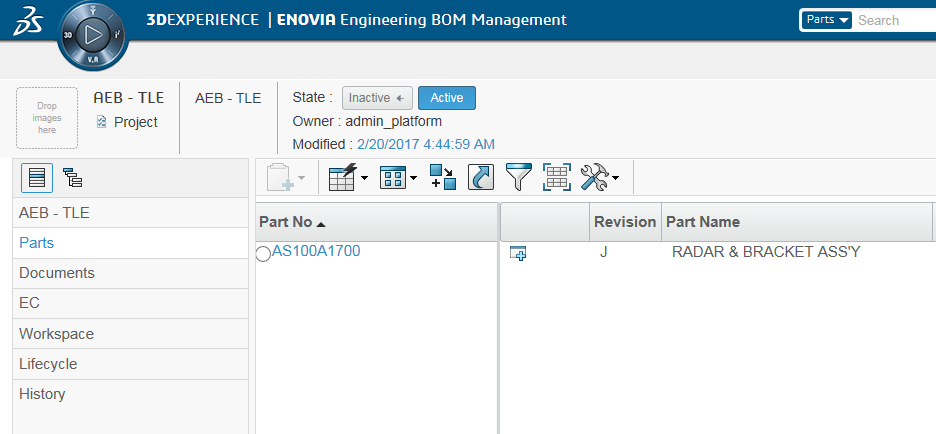 3DEXPERIENCE | ENOVIA Engineering BOM Management
Parts Search
3D V.R
Drop images here
AEB - TLE
Project
AEB - TLE
State : Inactive Active
Owner : admin_platform
Modified : 2/20/2017 4:44:59 AM
AEB - TLE
Parts
Documents
EC
Workspace
Lifecycle
History
Part No Revision Part Name
AS100A1700 J RADAR & BRACKET ASS'Y